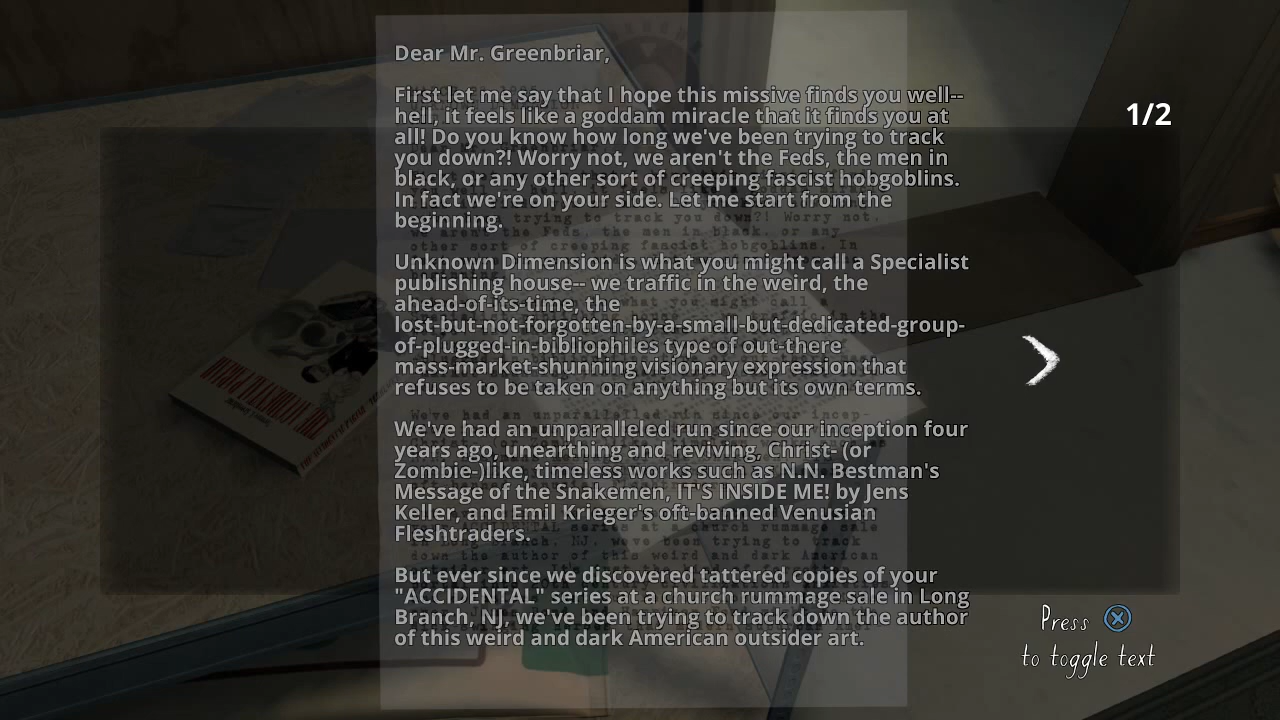 Dear Mr. Greenbriar,
First let me say that I hope this missive finds you well--
hell, it feels like a goddam miracle that it finds you at
all! Do you know how long we've been trying to track
you down?! Worry not, we aren't the Feds, the men in
black, or any other sort of creeping fascist hobgoblins.
In fact we're on your side. Let me start from the
beginning.
Unknown Dimension is what you might call a Specialist
publishing house-- we traffic in the weird, the
ahead-of-its-time, the
lost-but-not-forgotten-by-a-small-but-dedicated-group-
of-plugged-in-bibliophiles type of out-there
mass-market-shunning visionary expression that
refuses to be taken on anything but its own terms.
We've had an unparalleled run since our inception four
years ago, unearthing and reviving, Christ- (or
Zombie-)like, timeless works such as N.N. Bestman's
Message of the Snakemen, IT'S INSIDE ME! by Jens
Keller, and Emil Krieger's oft-banned Venusian
Fleshtraders.
But ever since we discovered tattered copies of your
"ACCIDENTAL" series at a church rummage sale in Long
Branch, NJ, we've been trying to track down the author
of this weird and dark American outsider art.
1/2
Press
to toggle text